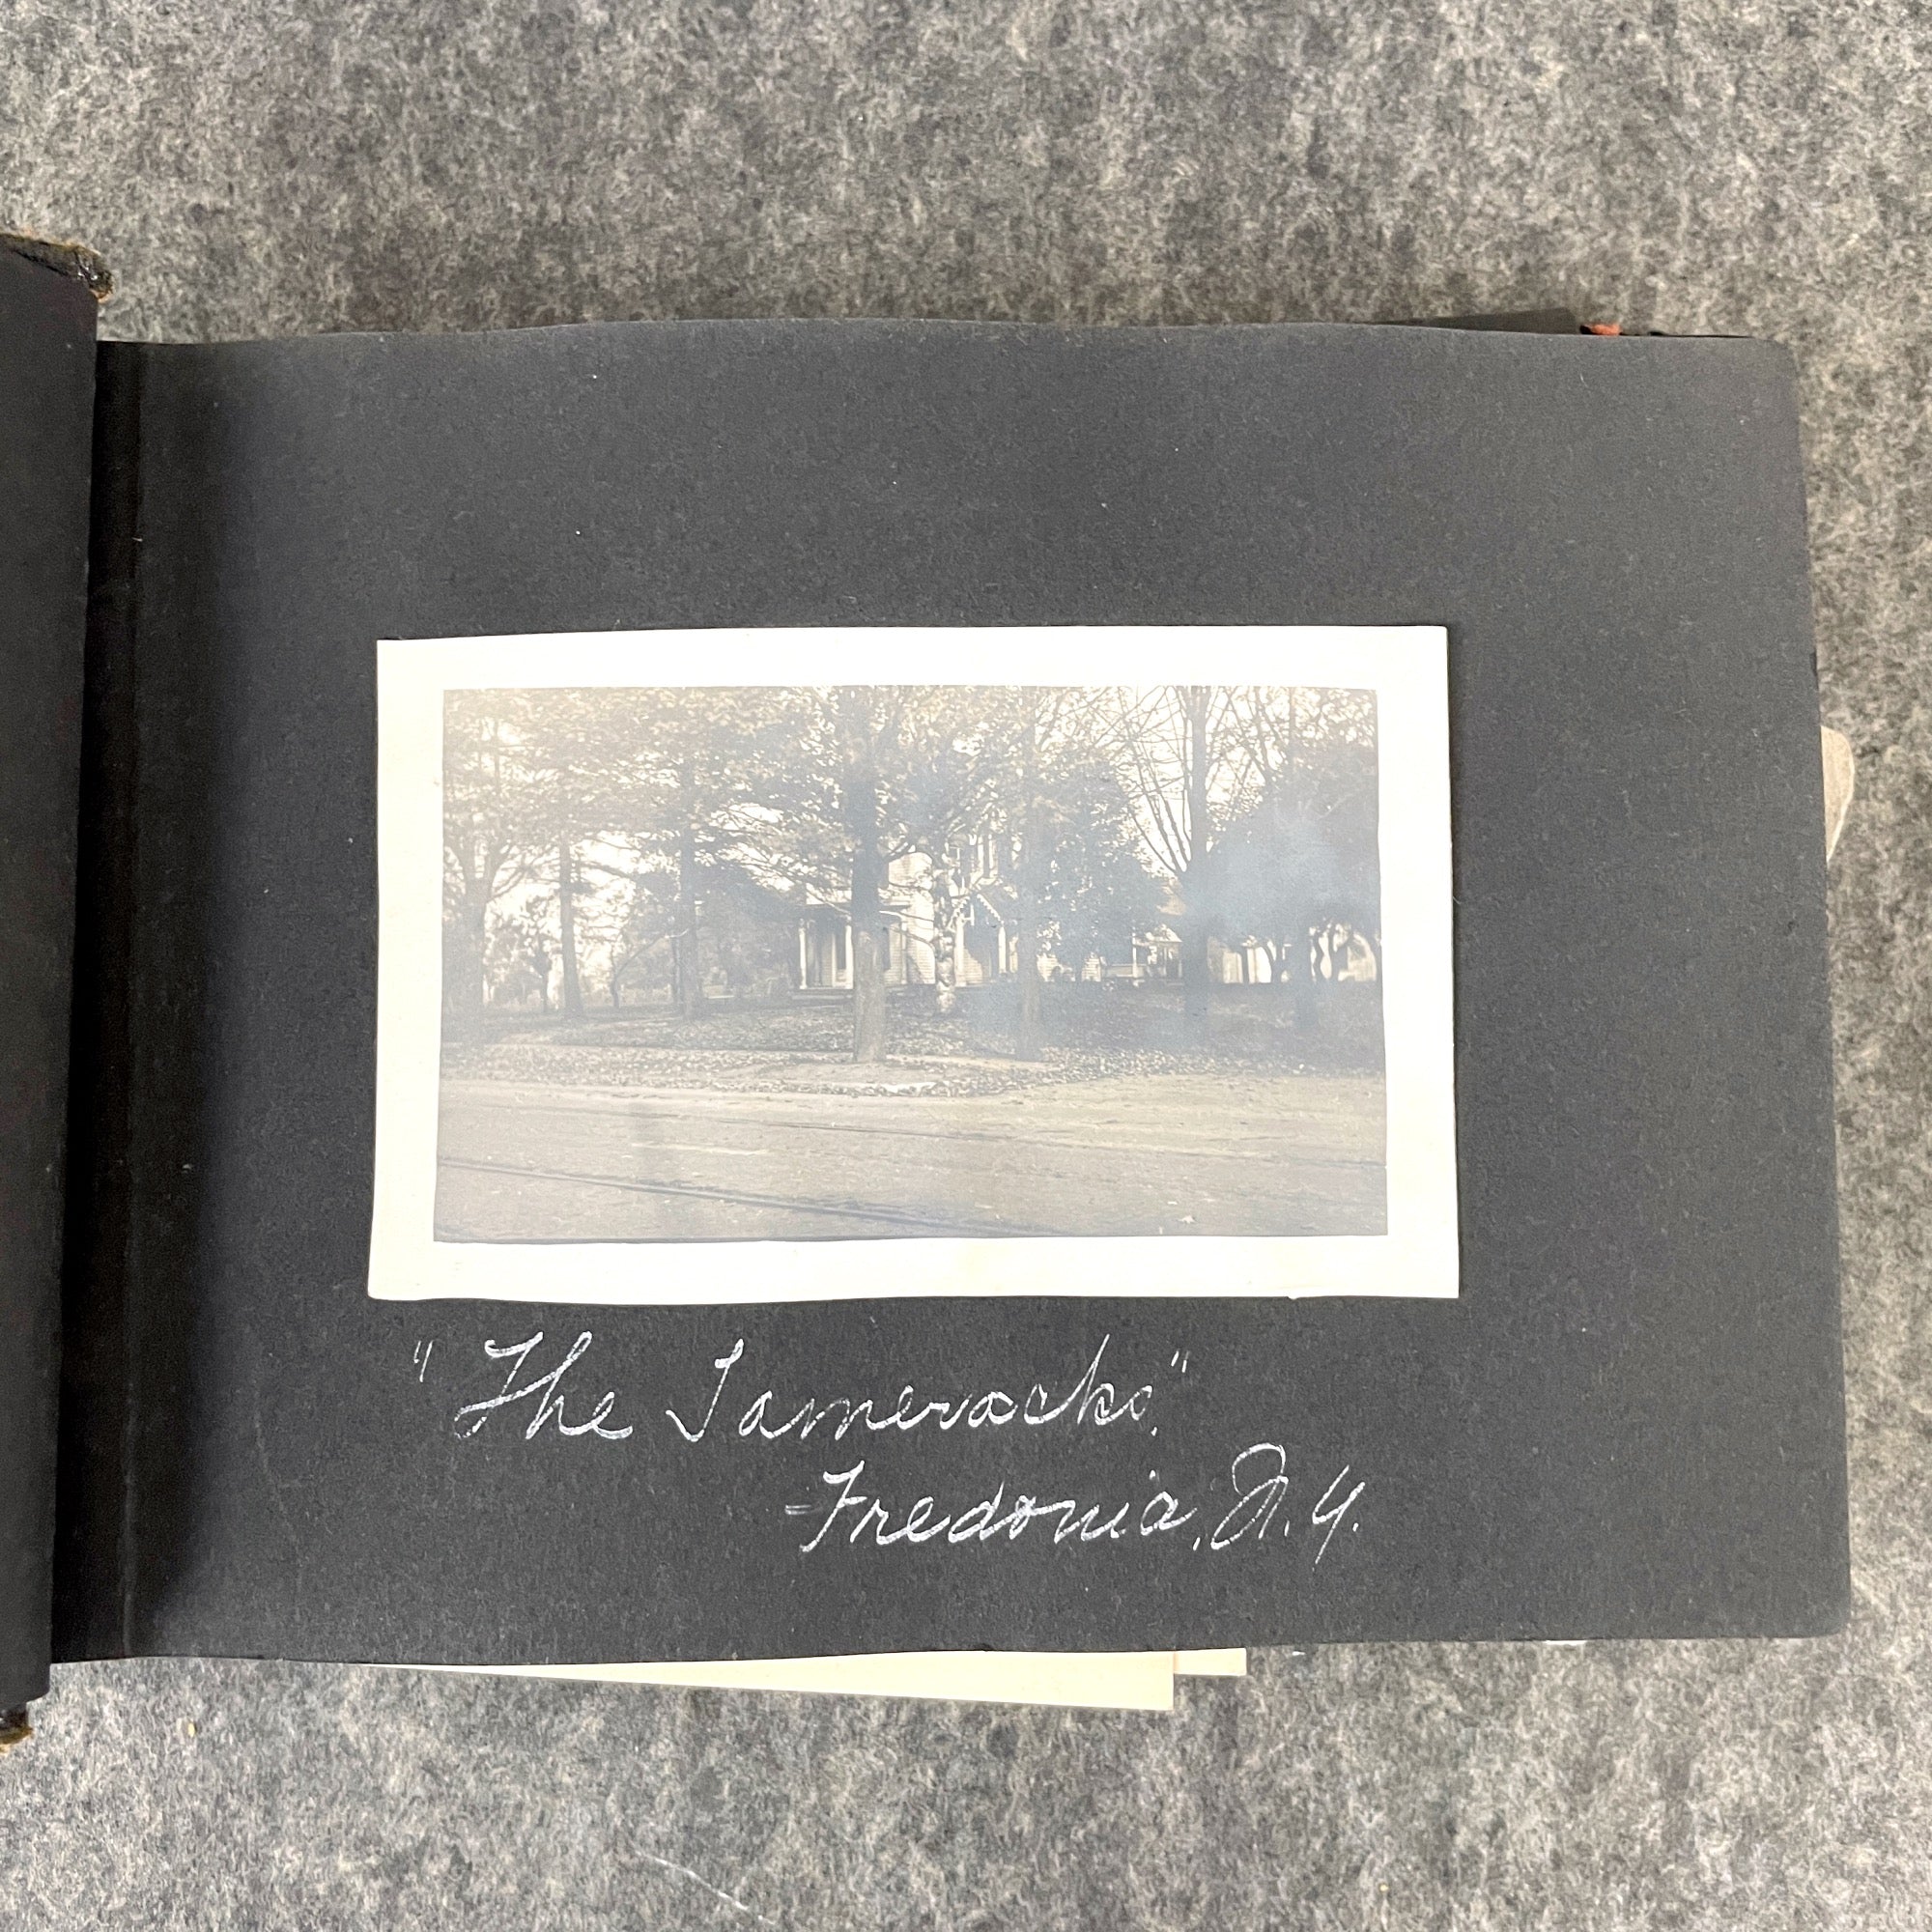 "The Tameracks."
Fredonia, N.Y.